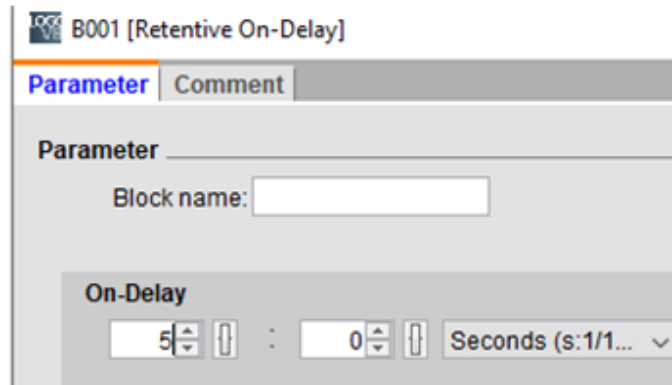 B001 [Retentive On-Delay]
Parameter Comment
Parameter
Block name:
On-Delay
5 : 0 Seconds (s:1/1...